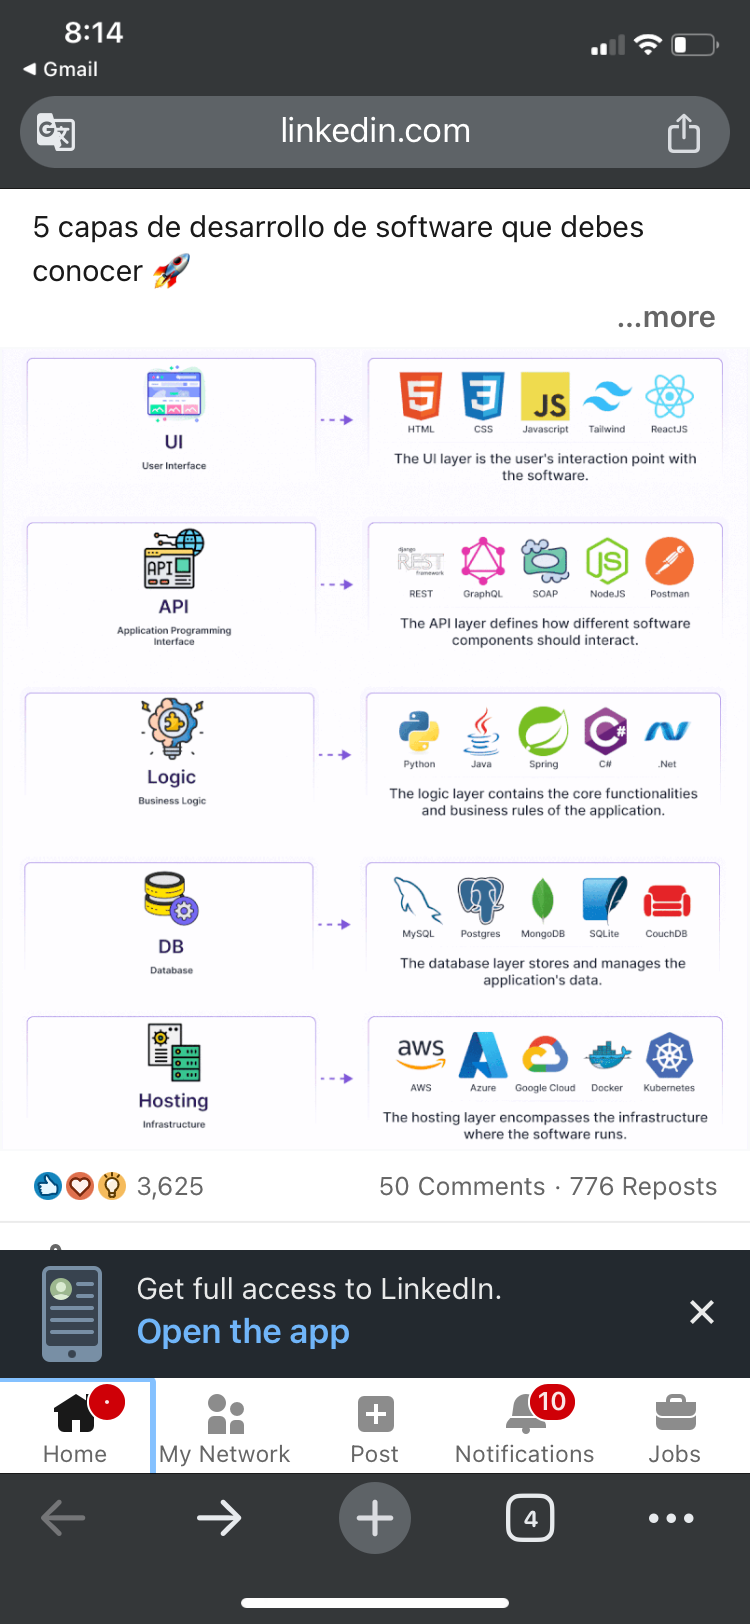 8:14
◀ Gmail
linkedin.com
5 capas de desarrollo de software que debes
conocer 🚀
...more
UI
User Interface
HTML CSS JS Javascript Tailwind ReactJS
The UI layer is the user's interaction point with
the software.
API
API
Application Programming
Interface
django
REST
framework
REST GraphQL SOAP NodeJS Postman
The API layer defines how different software
components should interact.
Logic
Business Logic
Python Java Spring C# .Net
The logic layer contains the core functionalities
and business rules of the application.
DB
Database
MySQL Postgres MongoDB SQLite CouchDB
The database layer stores and manages the
application's data.
Hosting
Infrastructure
aws
AWS Azure Google Cloud Docker Kubernetes
The hosting layer encompasses the infrastructure
where the software runs.
3,625
50 Comments · 776 Reposts
Get full access to LinkedIn.
Open the app
10
Home My Network Post Notifications Jobs
4